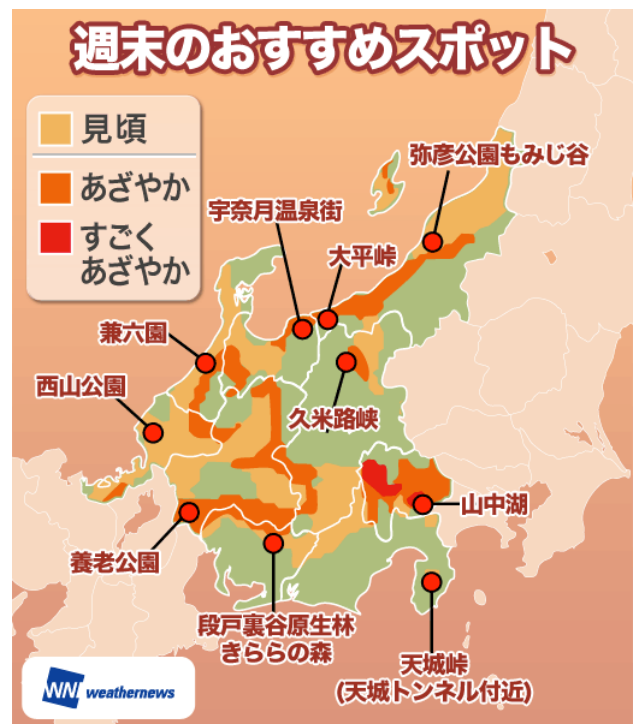 週末のおすすめスポット
見頃
あざやか
すごく
あざやか
弥彦公園もみじ谷
宇奈月温泉街
大平峠
兼六園
西山公園
久米路峡
山中湖
養老公園
段戸裏谷原生林
きららの森
天城峠
(天城トンネル付近)
WNI weathernews